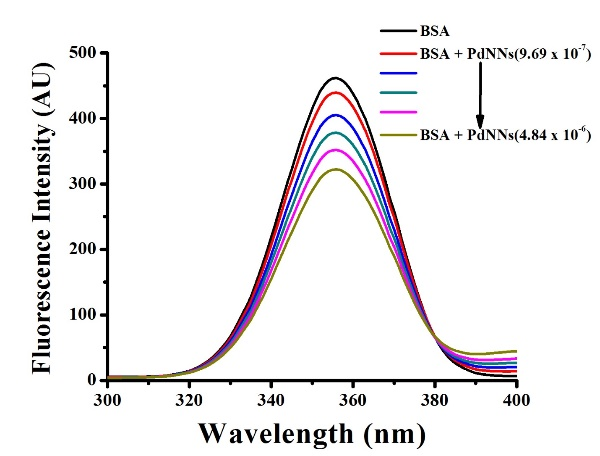 BSA
BSA + PdNNs(9.69 x 10-7)
BSA + PdNNs(4.84 x 10-6)
Fluorescence Intensity (AU)
500
400
300
200
100
0
300
320
340
360
380
400
Wavelength (nm)